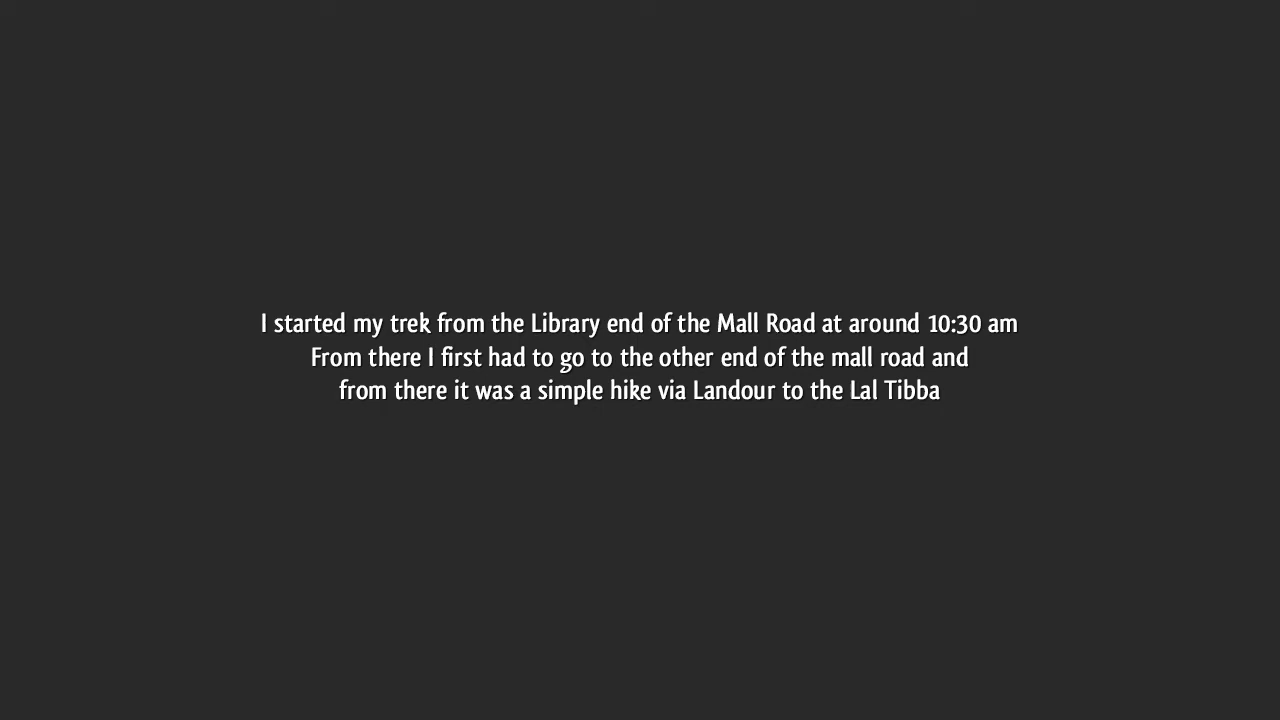 I started my trek from the Library end of the Mall Road at around 10:30 am
From there I first had to go to the other end of the mall road and
from there it was a simple hike via Landour to the Lal Tibba